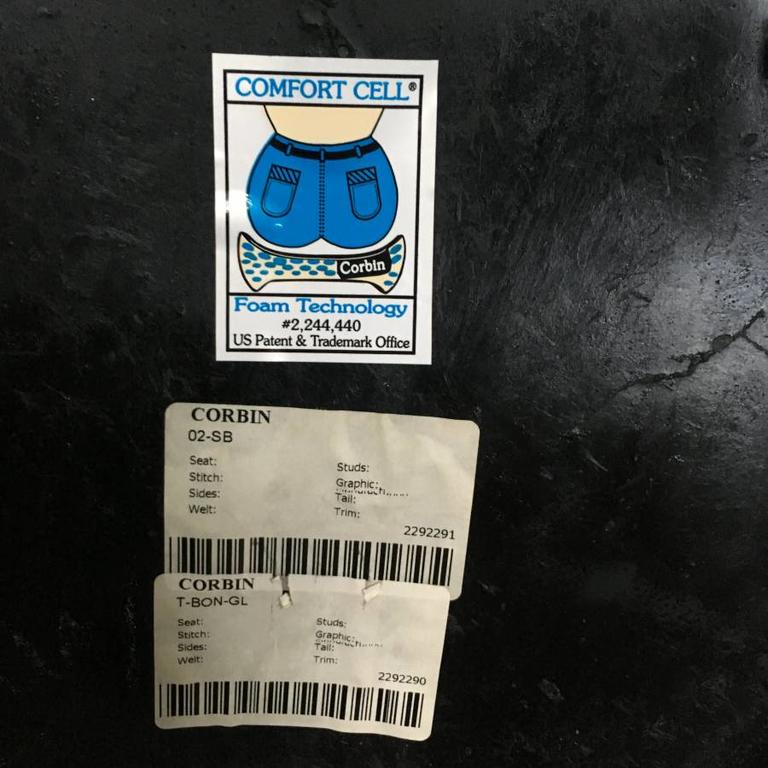 COMFORT CELL®
Corbin
Foam Technology
#2,244,440
US Patent & Trademark Office
CORBIN
02-SB
Seat:
Studs:
Stitch:
Graphic:
Sides:
Tail:
Welt:
Trim:
2292291
CORBIN
T-BON-GL
Seat:
Studs:
Stitch:
Graphic:
Sides:
Tail:
Welt:
Trim:
2292290